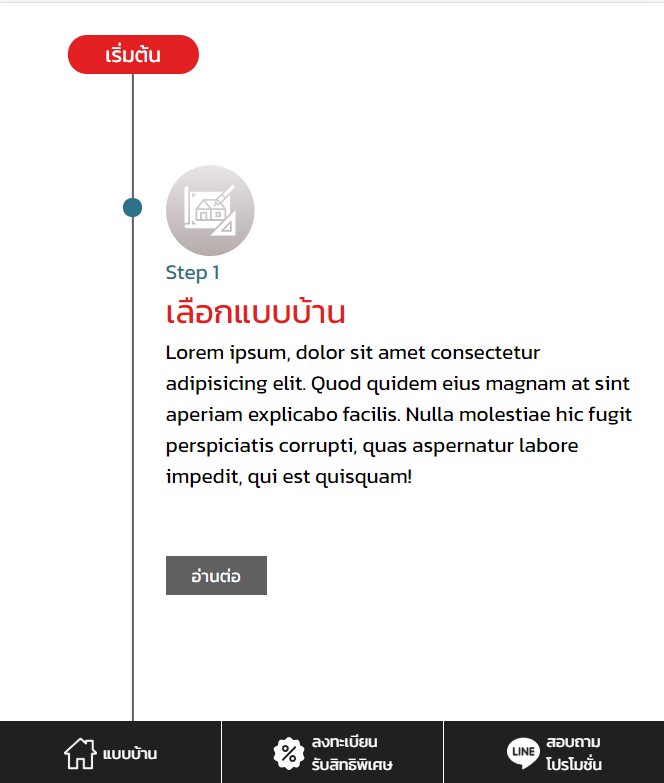 เริ่มต้น
Step 1
เลือกแบบบ้าน
Lorem ipsum, dolor sit amet consectetur
adipisicing elit. Quod quidem eius magnam at sint
aperiam explicabo facilis. Nulla molestiae hic fugit
perspiciatis corrupti, quas aspernatur labore
impedit, qui est quisquam!
อ่านต่อ
แบบบ้าน
%
ลงทะเบียน
รับสิทธิพิเศษ
LINE
สอบถาม
โปรโมชั่น